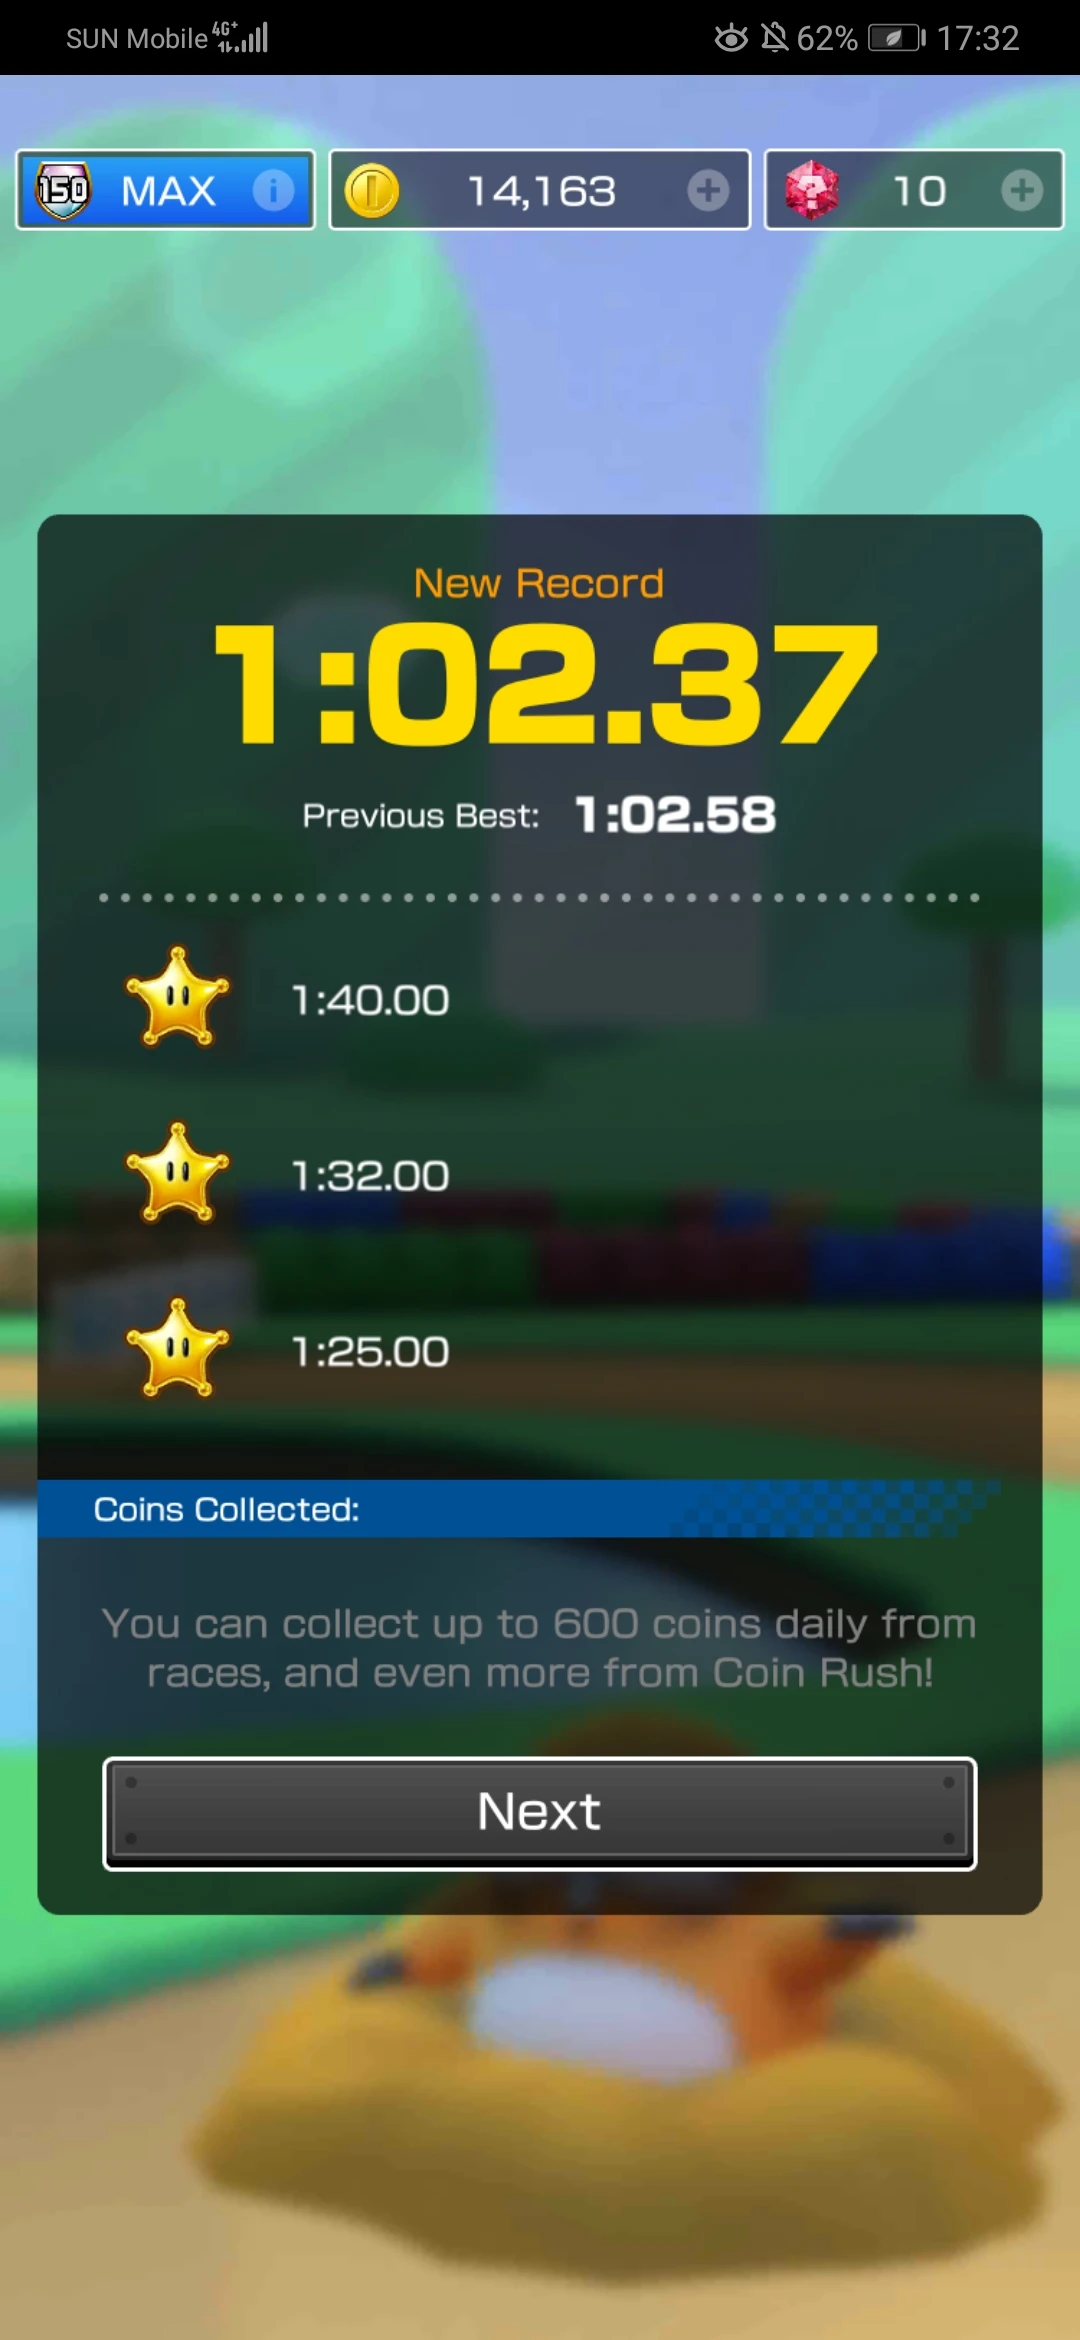 SUN Mobile 4G+ 62% 17:32
150 MAX i 14,163 + ? 10 +
New Record
1:02.37
Previous Best: 1:02.58
1:40.00
1:32.00
1:25.00
Coins Collected:
You can collect up to 600 coins daily from
races, and even more from Coin Rush!
Next